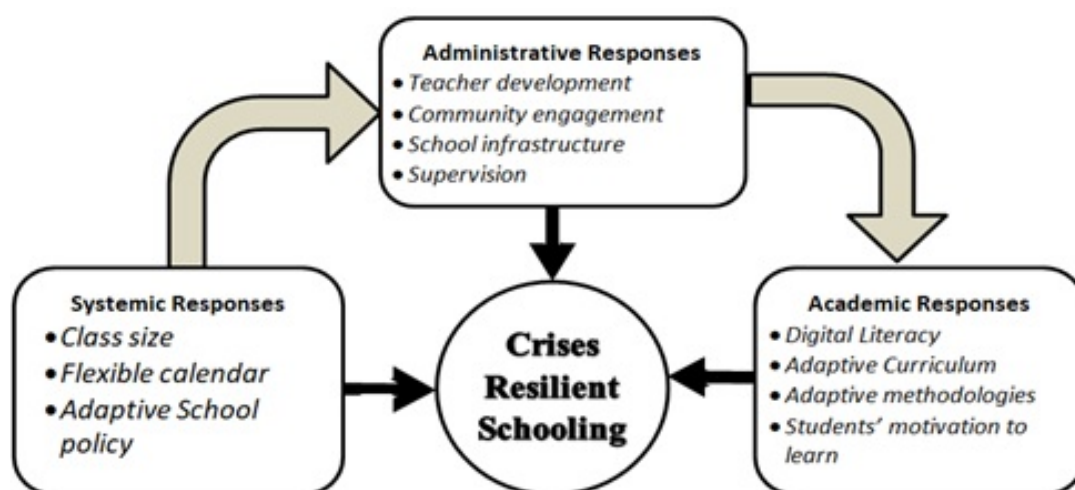 Administrative Responses
• Teacher development
• Community engagement
• School infrastructure
• Supervision
Systemic Responses
• Class size
• Flexible calendar
• Adaptive School
policy
Crises
Resilient
Schooling
Academic Responses
• Digital Literacy
• Adaptive Curriculum
• Adaptive methodologies
• Students’ motivation to
learn